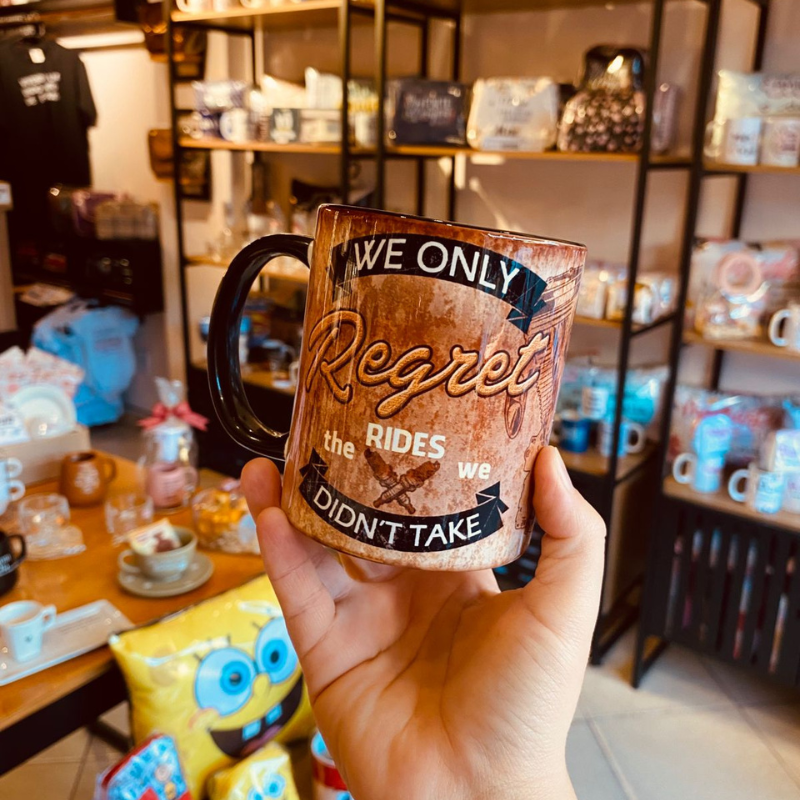 WE ONLY
Regret
the RIDES we
DIDN'T TAKE